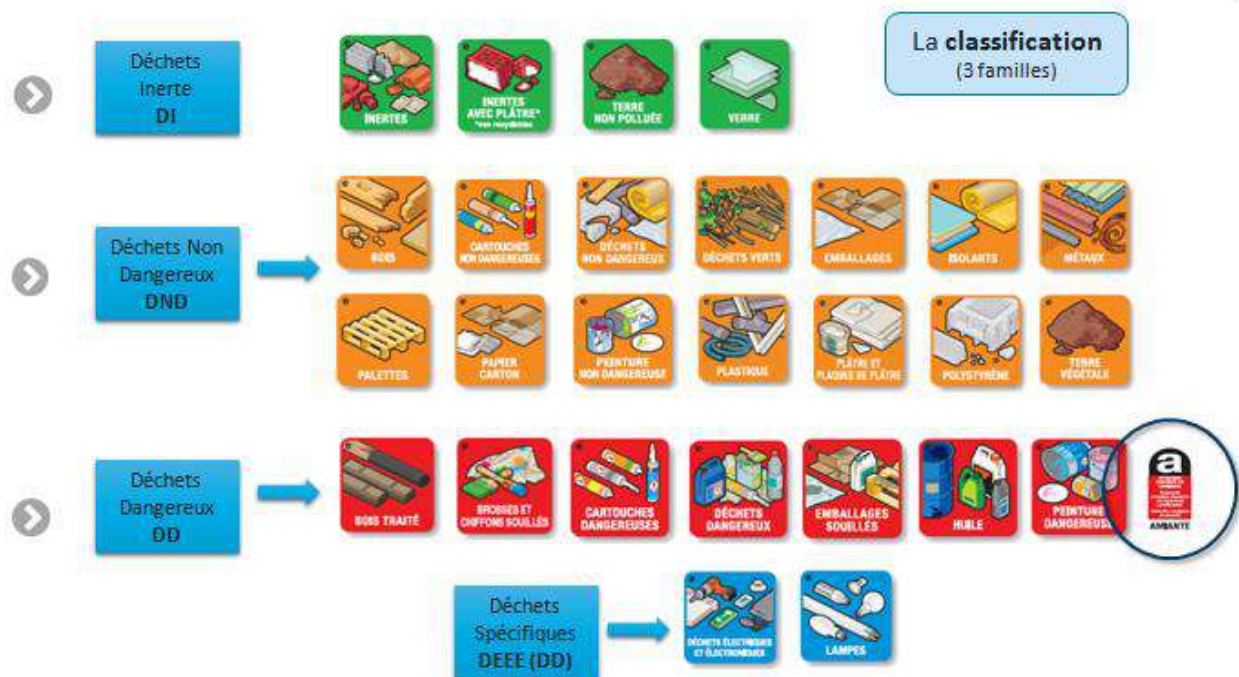 La classification
(3 familles)
Déchets
Inerte
DI
INERTES
INERTES
AVEC PLÂTRE*
*non recyclables
TERRE
NON POLLUÉE
VERRE
Déchets Non
Dangereux
DND
BOIS
CARTOUCHES
NON DANGEREUSES
DÉCHETS
NON DANGEREUX
DÉCHETS VERTS
EMBALLAGES
ISOLANTS
MÉTAUX
PALETTES
PAPIER
CARTON
PEINTURE
NON DANGEREUSE
PLASTIQUE
PLÂTRE ET
PLAQUES DE PLÂTRE
POLYSTYRÈNE
TERRE
VÉGÉTALE
Déchets
Dangereux
DD
BOIS TRAITÉ
BROSSES ET
CHIFFONS SOUILLÉS
CARTOUCHES
DANGEREUSES
DÉCHETS
DANGEREUX
EMBALLAGES
SOUILLÉS
HUILE
PEINTURE
DANGEREUSE
a
AMIANTE
Déchets
Spécifiques
DEEE (DD)
DÉCHETS ÉLECTRIQUES
ET ÉLECTRONIQUES
LAMPES